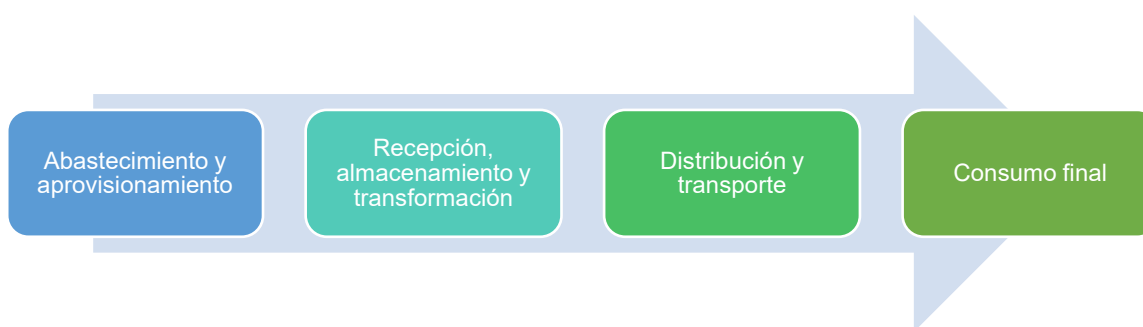 Abastecimiento y
aprovisionamiento
Recepción,
almacenamiento y
transformación
Distribución y
transporte
Consumo final